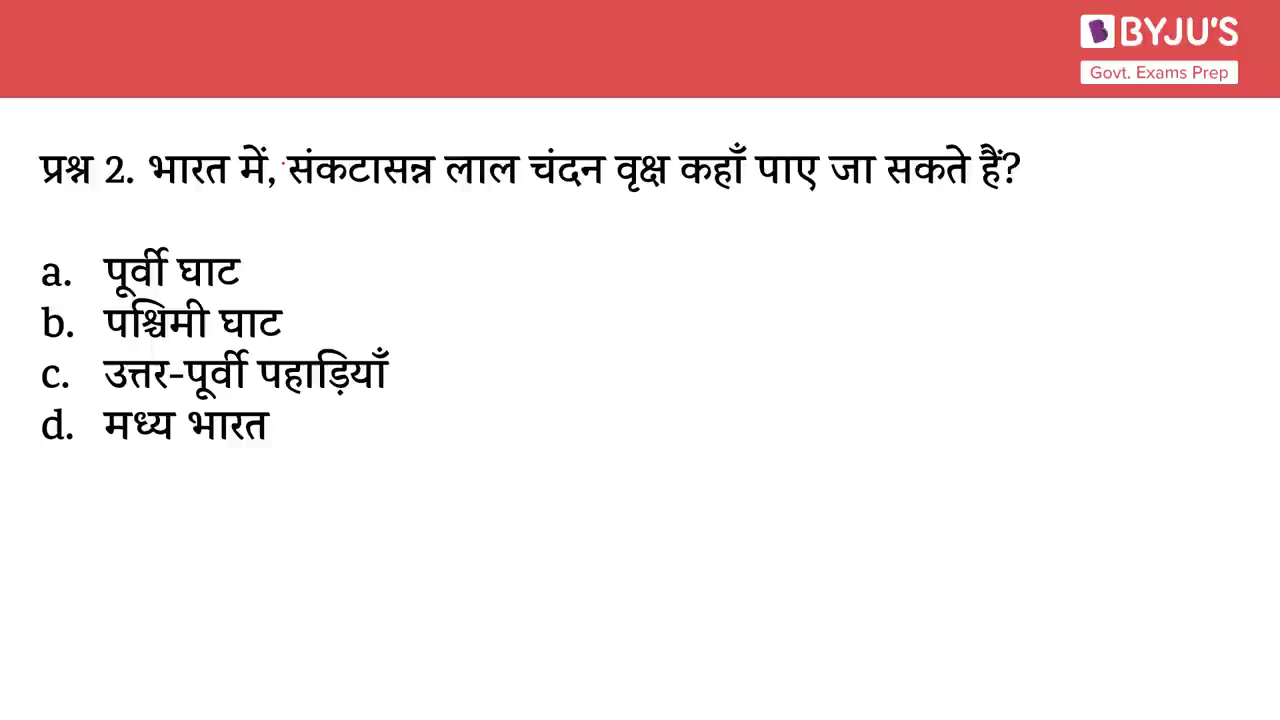 BYJU'S
Govt. Exams Prep
प्रश्न 2. भारत में, संकटासन्न लाल चंदन वृक्ष कहाँ पाए जा सकते हैं?
a. पूर्वी घाट
b. पश्चिमी घाट
c. उत्तर-पूर्वी पहाड़ियाँ
d. मध्य भारत